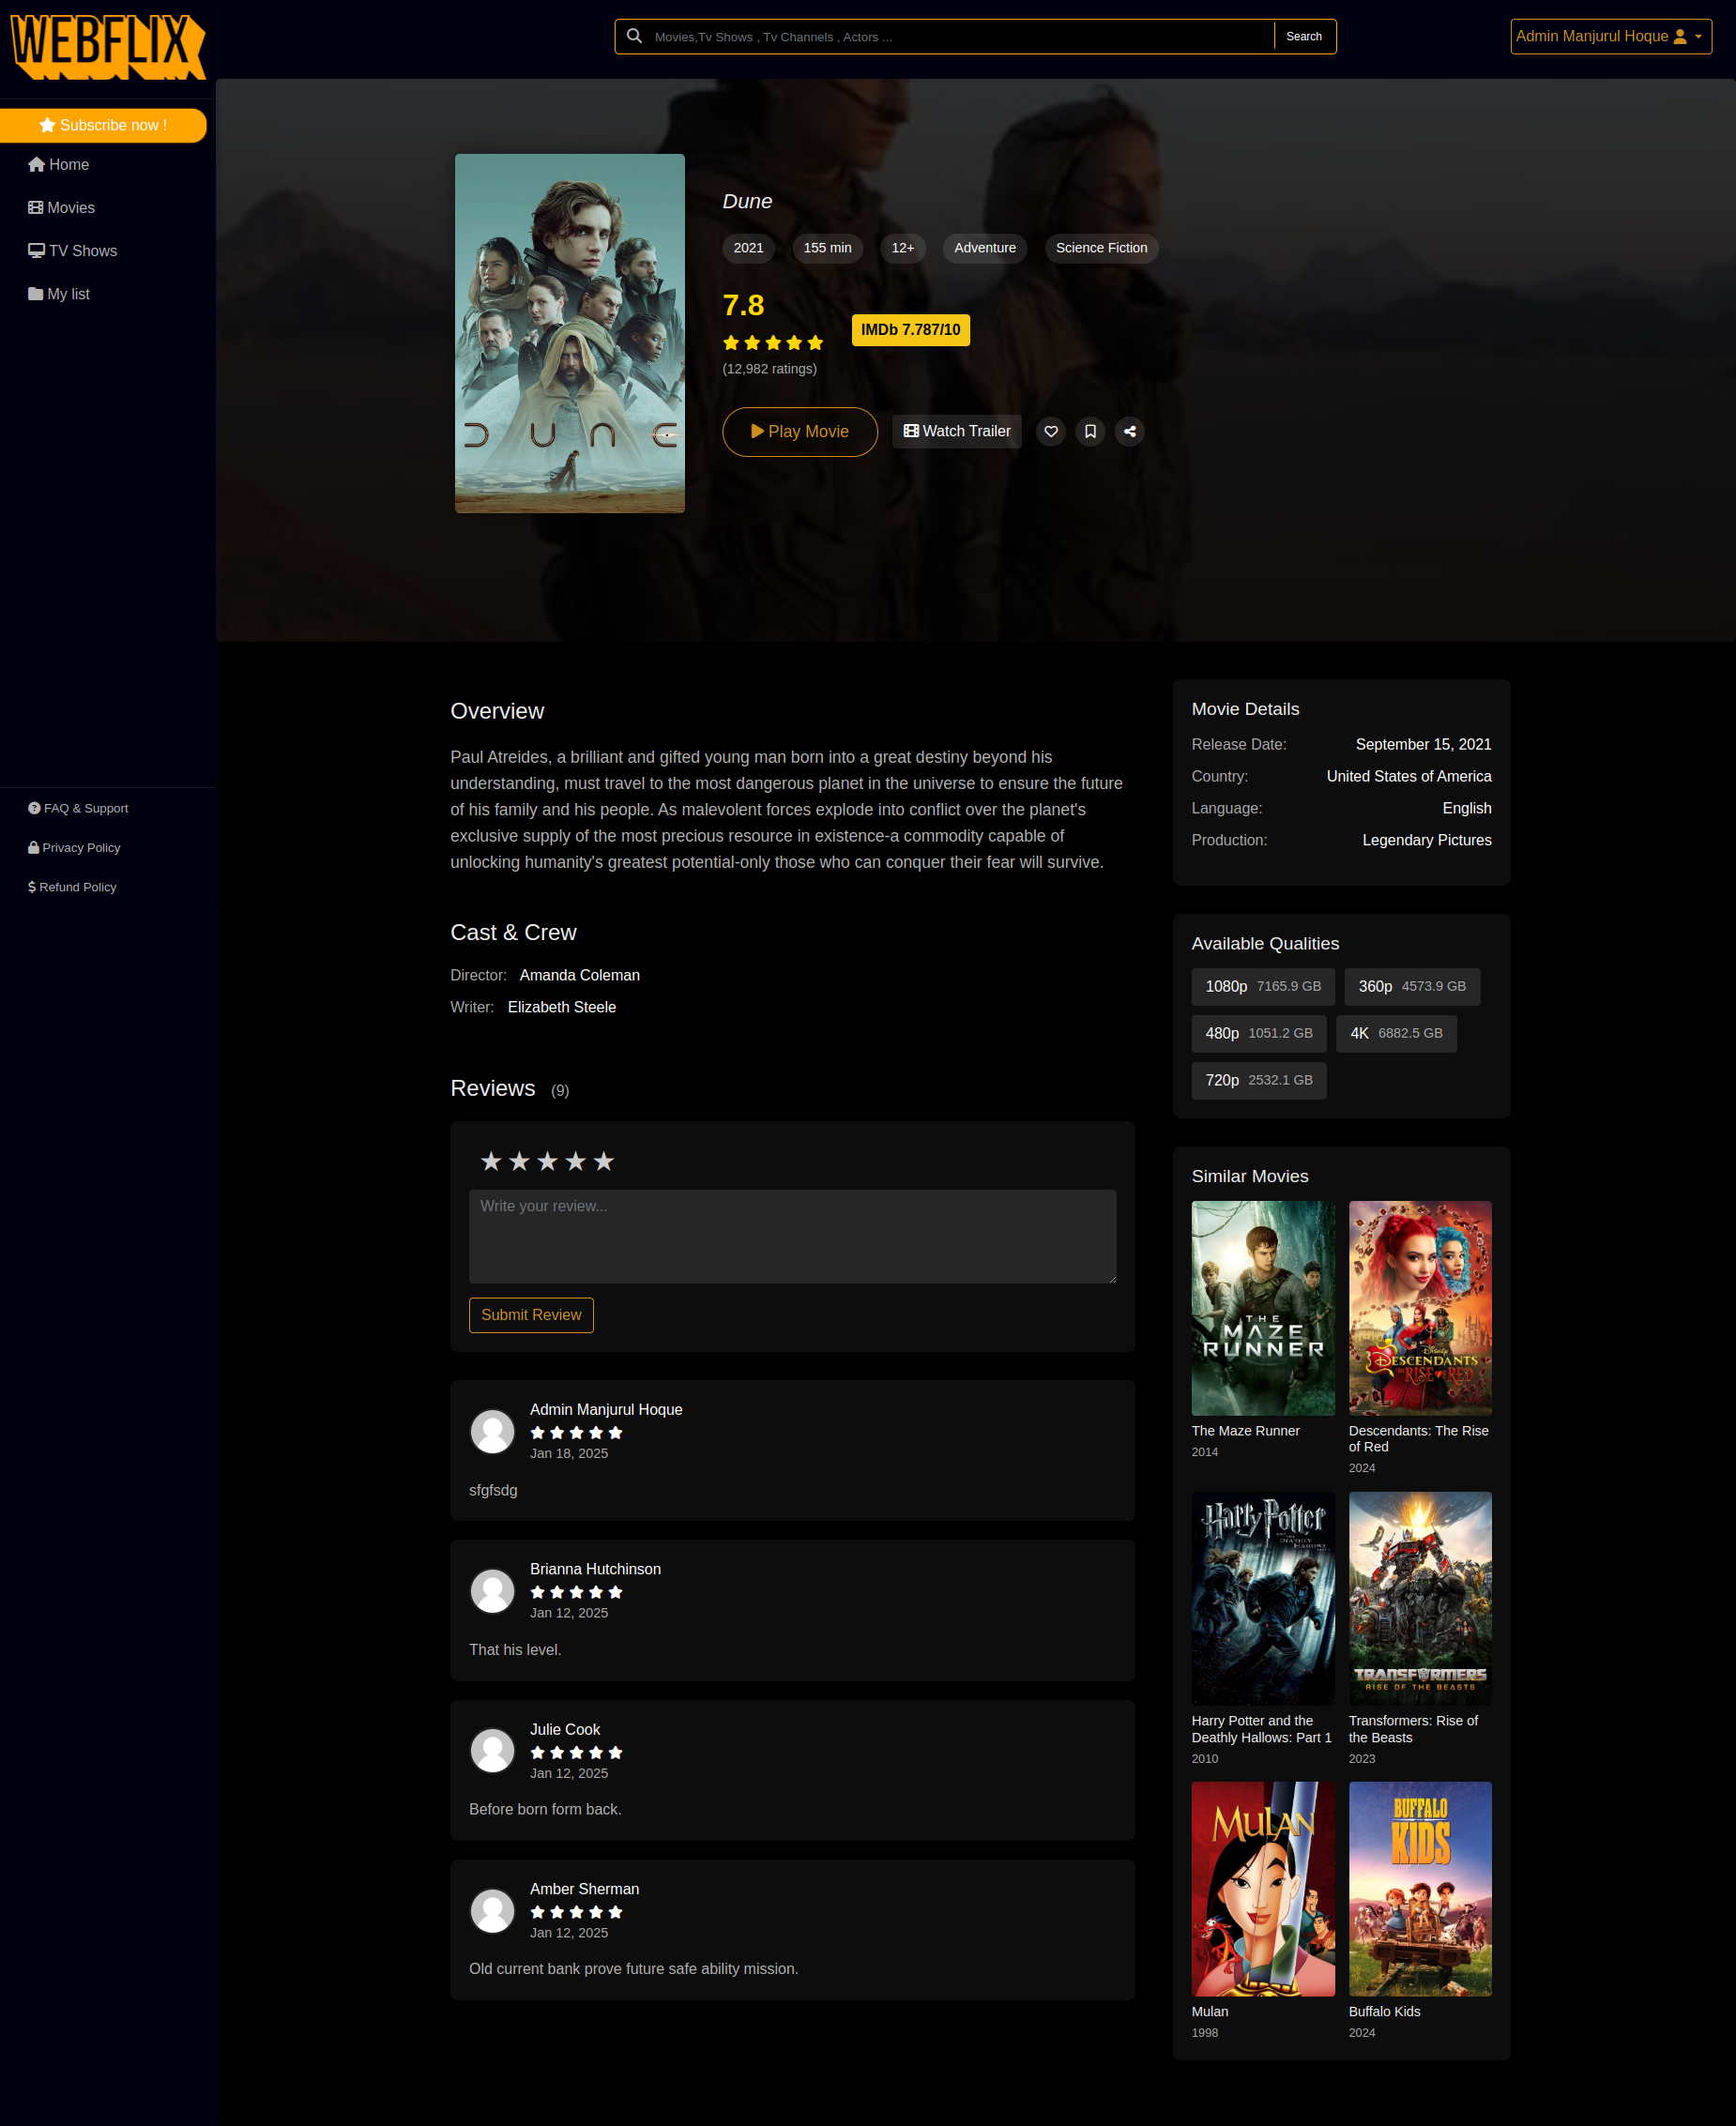 WEBFLIX
Movies,Tv Shows , Tv Channels , Actors ...
Search
Admin Manjurul Hoque
Subscribe now !
Home
Movies
TV Shows
My list
FAQ & Support
Privacy Policy
Refund Policy
DUNE
Dune
2021
155 min
12+
Adventure
Science Fiction
7.8
(12,982 ratings)
IMDb 7.787/10
Play Movie
Watch Trailer
Overview
Paul Atreides, a brilliant and gifted young man born into a great destiny beyond his
understanding, must travel to the most dangerous planet in the universe to ensure the future
of his family and his people. As malevolent forces explode into conflict over the planet's
exclusive supply of the most precious resource in existence-a commodity capable of
unlocking humanity's greatest potential-only those who can conquer their fear will survive.
Cast & Crew
Director: Amanda Coleman
Writer: Elizabeth Steele
Reviews (9)
Write your review...
Submit Review
Admin Manjurul Hoque
Jan 18, 2025
sfgfsdg
Brianna Hutchinson
Jan 12, 2025
That his level.
Julie Cook
Jan 12, 2025
Before born form back.
Amber Sherman
Jan 12, 2025
Old current bank prove future safe ability mission.
Movie Details
Release Date: September 15, 2021
Country: United States of America
Language: English
Production: Legendary Pictures
Available Qualities
1080p 7165.9 GB
360p 4573.9 GB
480p 1051.2 GB
4K 6882.5 GB
720p 2532.1 GB
Similar Movies
THE
MAZE
RUNNER
The Maze Runner
2014
Disney
DESCENDANTS
THE RISE OF RED
Descendants: The Rise
of Red
2024
Harry Potter
AND THE
DEATHLY HALLOWS
Harry Potter and the
Deathly Hallows: Part 1
2010
TRANSFORMERS
RISE OF THE BEASTS
Transformers: Rise of
the Beasts
2023
MULAN
Mulan
1998
BUFFALO
KIDS
Buffalo Kids
2024